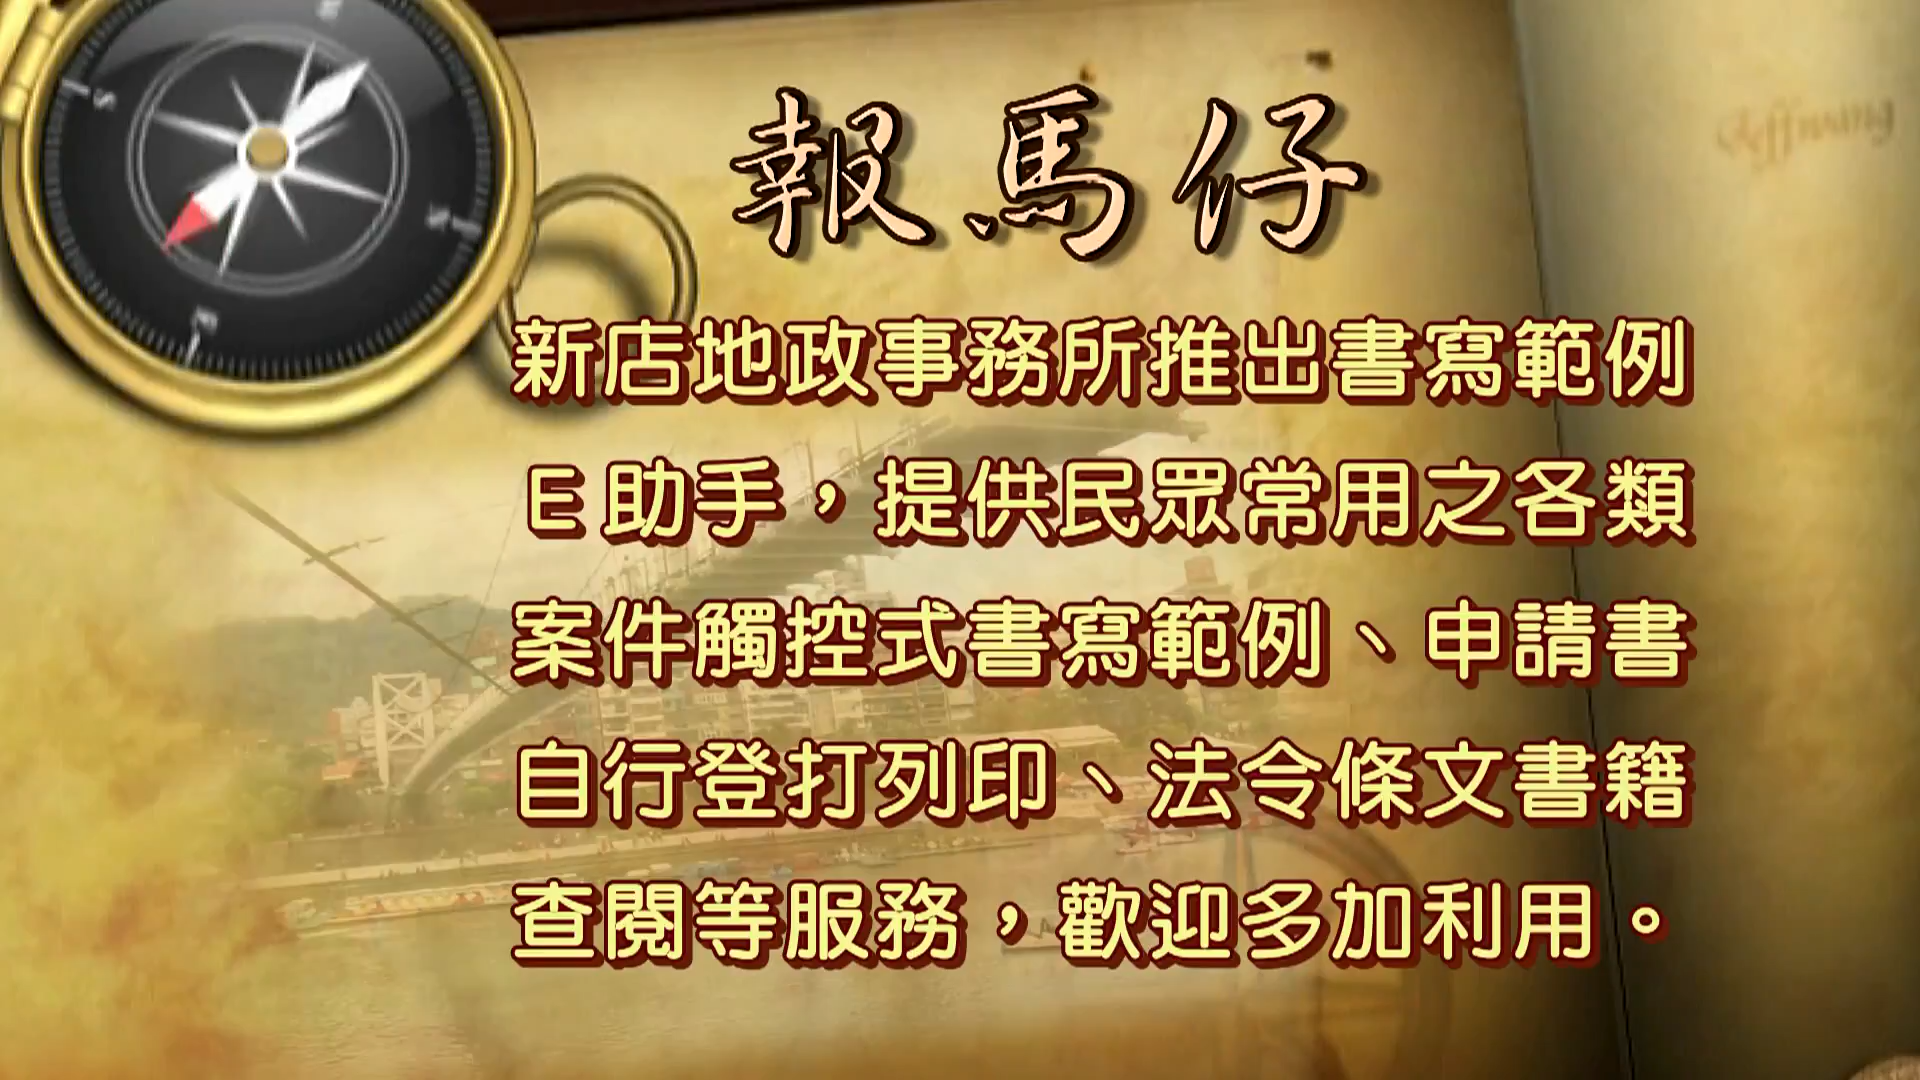 報馬仔
新店地政事務所推出書寫範例
E助手，提供民眾常用之各類
案件觸控式書寫範例、申請書
自行登打列印、法令條文書籍
查閱等服務，歡迎多加利用。